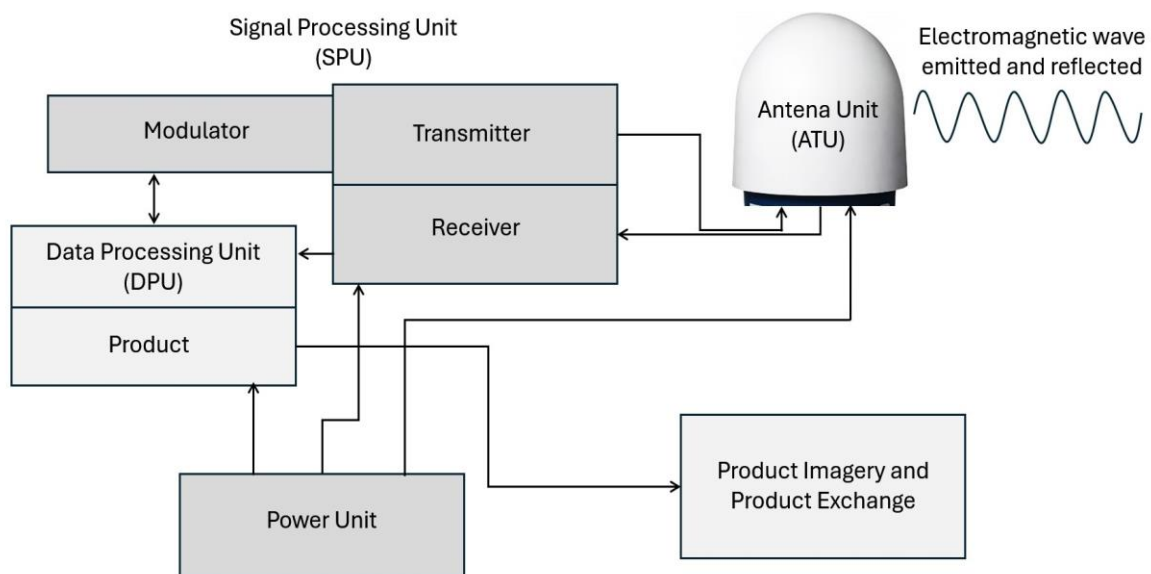 Signal Processing Unit
(SPU)
Electromagnetic wave
emitted and reflected
Modulator
Transmitter
Antena Unit
(ATU)
Receiver
Data Processing Unit
(DPU)
Product
Product Imagery and
Product Exchange
Power Unit